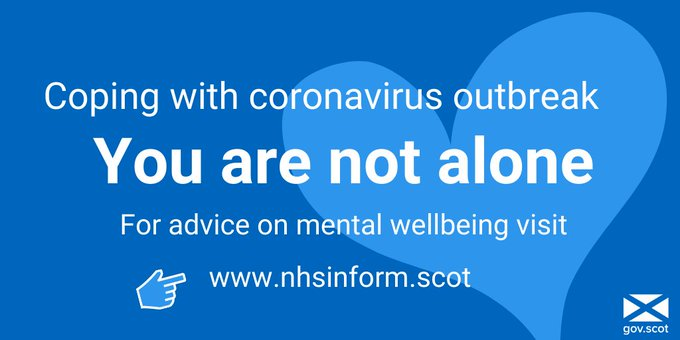 Coping with coronavirus outbreak
You are not alone
For advice on mental wellbeing visit
www.nhsinform.scot
gov.scot